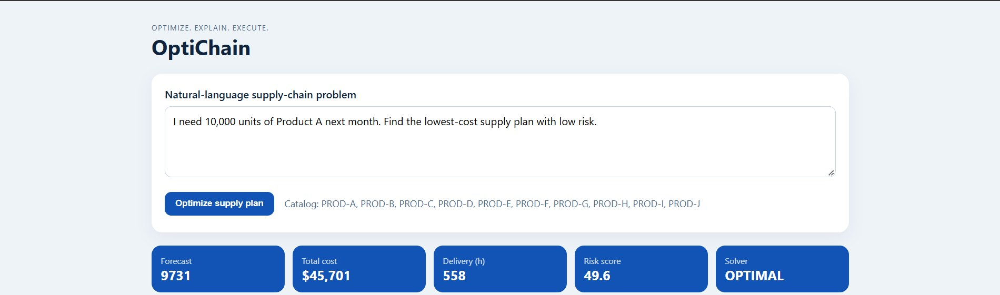 OPTIMIZE. EXPLAIN. EXECUTE.
OptiChain
Natural-language supply-chain problem
I need 10,000 units of Product A next month. Find the lowest-cost supply plan with low risk.
Optimize supply plan
Catalog: PROD-A, PROD-B, PROD-C, PROD-D, PROD-E, PROD-F, PROD-G, PROD-H, PROD-I, PROD-J
Forecast
9731
Total cost
$45,701
Delivery (h)
558
Risk score
49.6
Solver
OPTIMAL